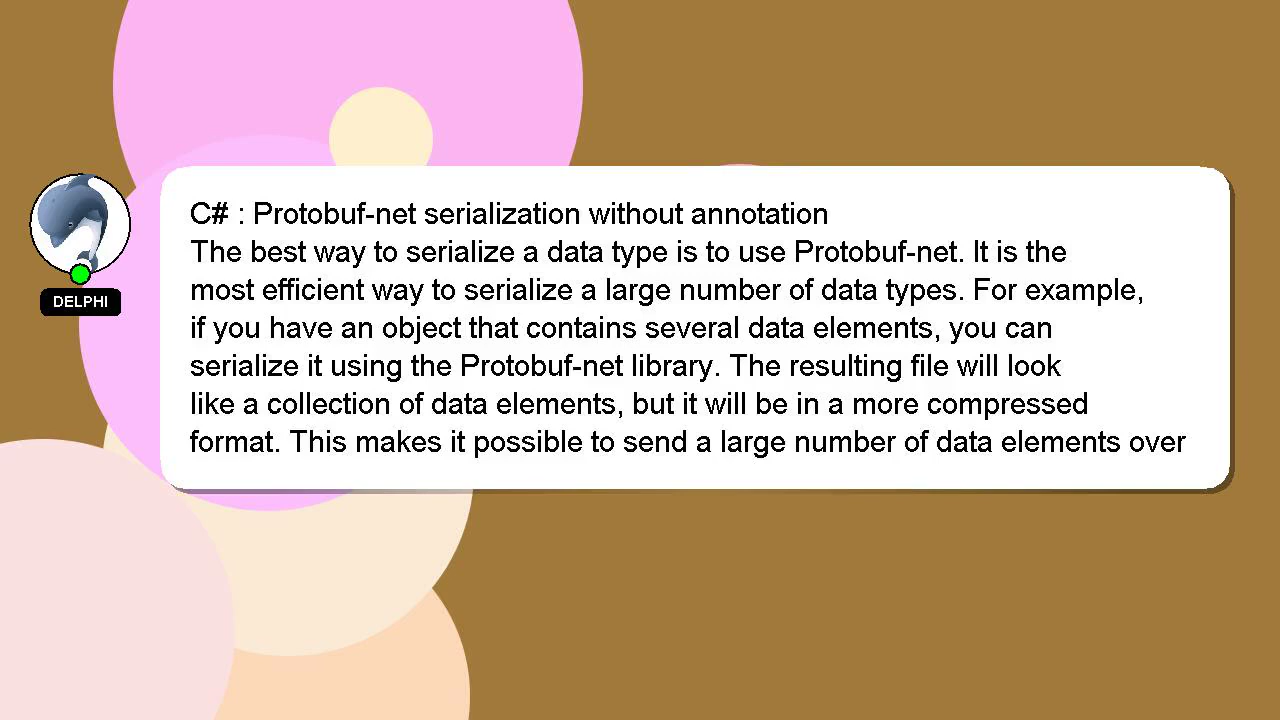 C# : Protobuf-net serialization without annotation
The best way to serialize a data type is to use Protobuf-net. It is the
most efficient way to serialize a large number of data types. For example,
if you have an object that contains several data elements, you can
serialize it using the Protobuf-net library. The resulting file will look
like a collection of data elements, but it will be in a more compressed
format. This makes it possible to send a large number of data elements over
DELPHI